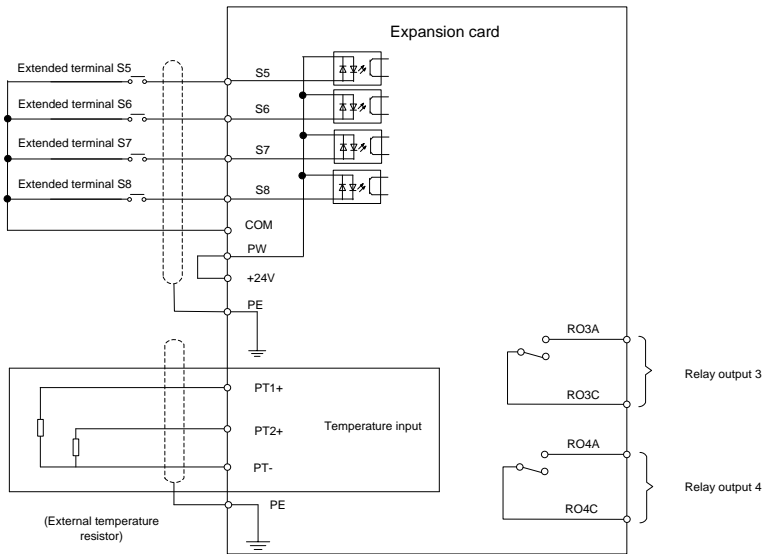 Expansion card
Extended terminal S5
S5
Extended terminal S6
S6
Extended terminal S7
S7
Extended terminal S8
S8
COM
PW
+24V
PE
RO3A
Relay output 3
RO3C
PT1+
PT2+
Temperature input
PT-
RO4A
Relay output 4
RO4C
PE
(External temperature
resistor)